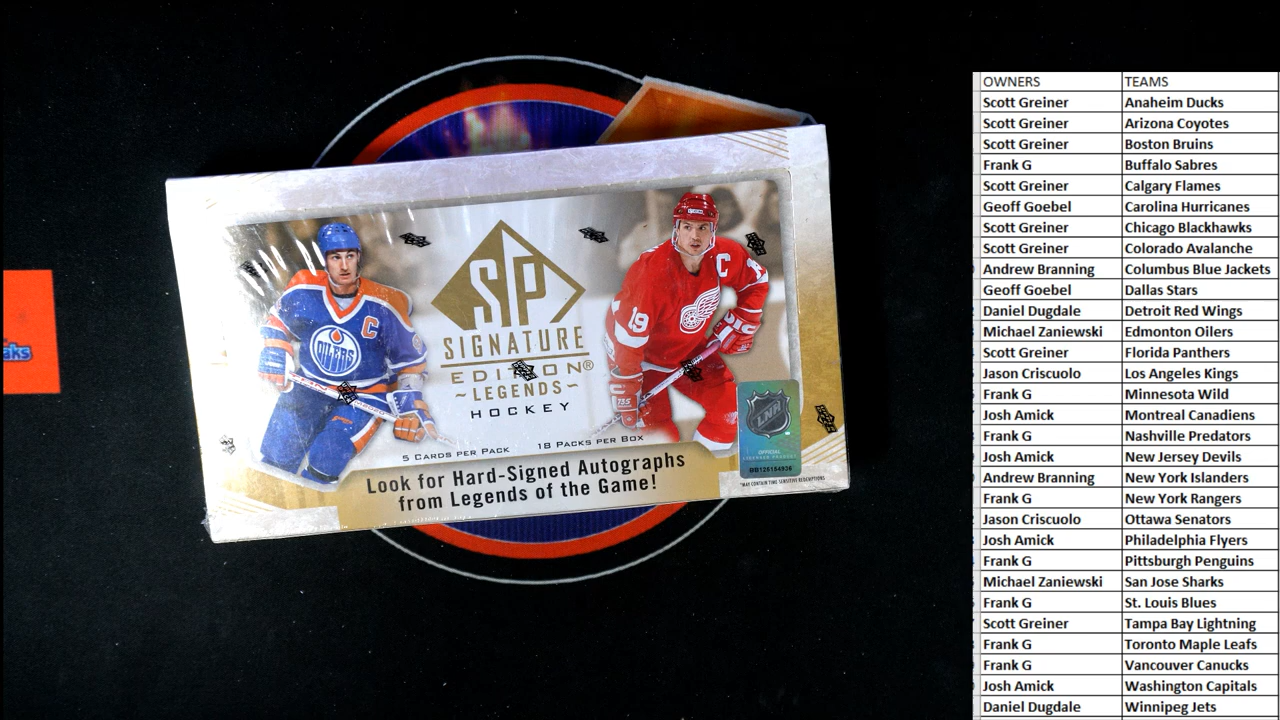 SP
SIGNATURE
EDITION®
~LEGENDS~
HOCKEY
5 CARDS PER PACK 18 PACKS PER BOX
Look for Hard-Signed Autographs
from Legends of the Game!
*MAY CONTAIN TIME SENSITIVE REDEMPTIONS
OILERS
C
C
19
LNR
OFFICIAL
OWNERS TEAMS
Scott Greiner Anaheim Ducks
Scott Greiner Arizona Coyotes
Scott Greiner Boston Bruins
Frank G Buffalo Sabres
Scott Greiner Calgary Flames
Geoff Goebel Carolina Hurricanes
Scott Greiner Chicago Blackhawks
Scott Greiner Colorado Avalanche
Andrew Branning Columbus Blue Jackets
Geoff Goebel Dallas Stars
Daniel Dugdale Detroit Red Wings
Michael Zaniewski Edmonton Oilers
Scott Greiner Florida Panthers
Jason Criscuolo Los Angeles Kings
Frank G Minnesota Wild
Josh Amick Montreal Canadiens
Frank G Nashville Predators
Josh Amick New Jersey Devils
Andrew Branning New York Islanders
Frank G New York Rangers
Jason Criscuolo Ottawa Senators
Josh Amick Philadelphia Flyers
Frank G Pittsburgh Penguins
Michael Zaniewski San Jose Sharks
Frank G St. Louis Blues
Scott Greiner Tampa Bay Lightning
Frank G Toronto Maple Leafs
Frank G Vancouver Canucks
Josh Amick Washington Capitals
Daniel Dugdale Winnipeg Jets